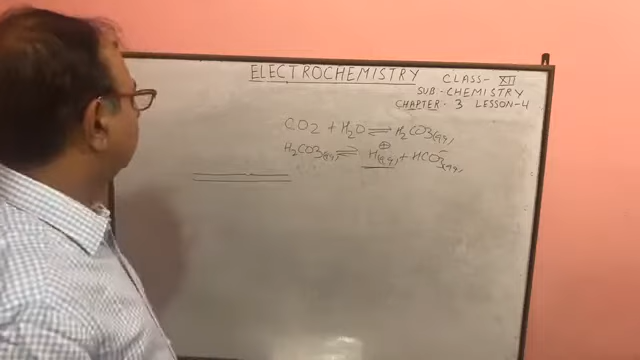 ELECTROCHEMISTRY
CLASS- XII
SUB- CHEMISTRY
CHAPTER- 3 LESSON-4
CO2 + H2O ⇌ H2CO3(aq)
H2CO3(aq) ⇌ H⊕(aq) + HCO3⁻(aq)